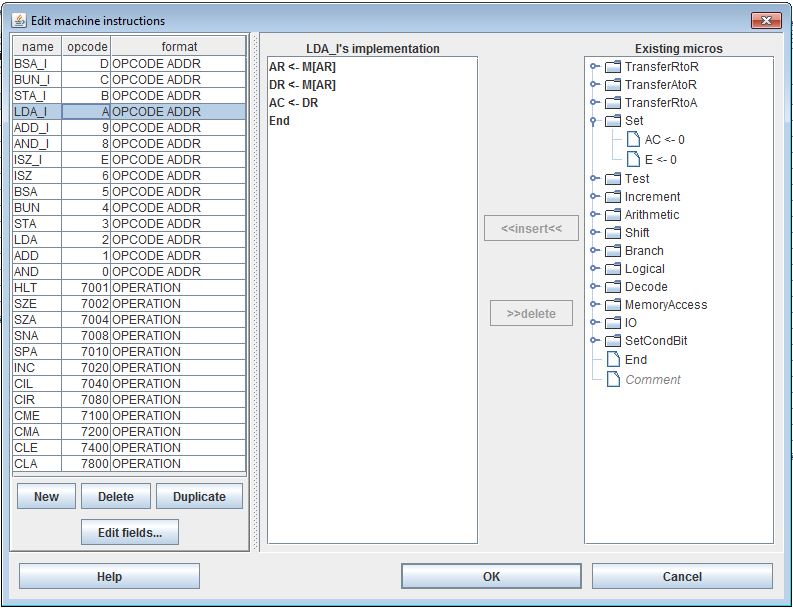 Edit machine instructions
name opcode format
BSA_I D OPCODE ADDR
BUN_I C OPCODE ADDR
STA_I B OPCODE ADDR
LDA_I A OPCODE ADDR
ADD_I 9 OPCODE ADDR
AND_I 8 OPCODE ADDR
ISZ_I E OPCODE ADDR
ISZ 6 OPCODE ADDR
BSA 5 OPCODE ADDR
BUN 4 OPCODE ADDR
STA 3 OPCODE ADDR
LDA 2 OPCODE ADDR
ADD 1 OPCODE ADDR
AND 0 OPCODE ADDR
HLT 7001 OPERATION
SZE 7002 OPERATION
SZA 7004 OPERATION
SNA 7008 OPERATION
SPA 7010 OPERATION
INC 7020 OPERATION
CIL 7040 OPERATION
CIR 7080 OPERATION
CME 7100 OPERATION
CMA 7200 OPERATION
CLE 7400 OPERATION
CLA 7800 OPERATION
New Delete Duplicate
Edit fields...
LDA_I's implementation
AR <- M[AR]
DR <- M[AR]
AC <- DR
End
<<insert<<
>>delete
Existing micros
TransferRtoR
TransferAtoR
TransferRtoA
Set
AC <- 0
E <- 0
Test
Increment
Arithmetic
Shift
Branch
Logical
Decode
MemoryAccess
IO
SetCondBit
End
Comment
Help OK Cancel